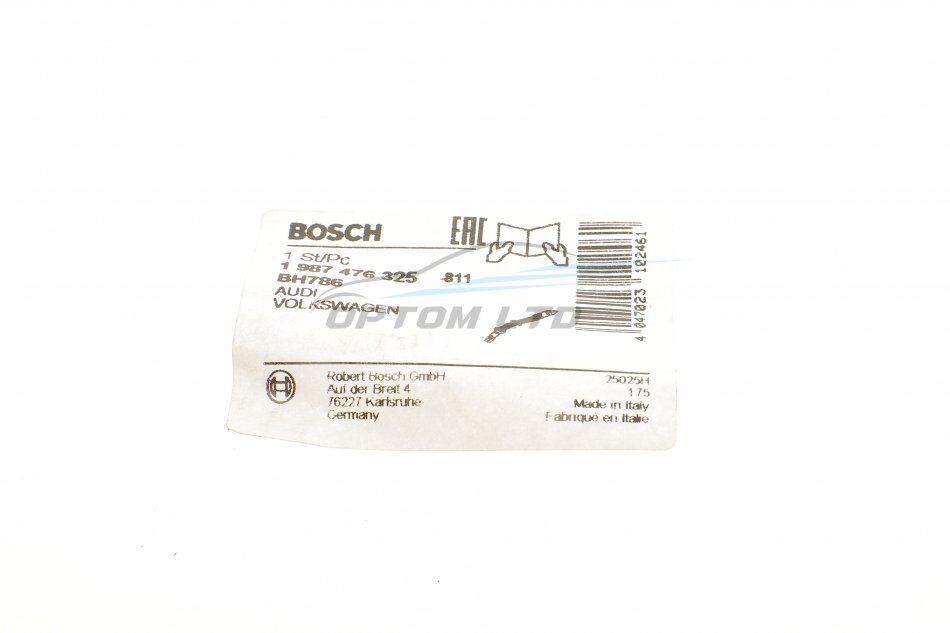 BOSCH
EAC
1 St/Pc
1 987 476 325 811
BH786
AUDI
VOLKSWAGEN
4 047023 102461
OPTOM LTD
Robert Bosch GmbH
Auf der Breit 4
76227 Karlsruhe
Germany
25025H
175
Made in Italy
Fabriqué en Italie